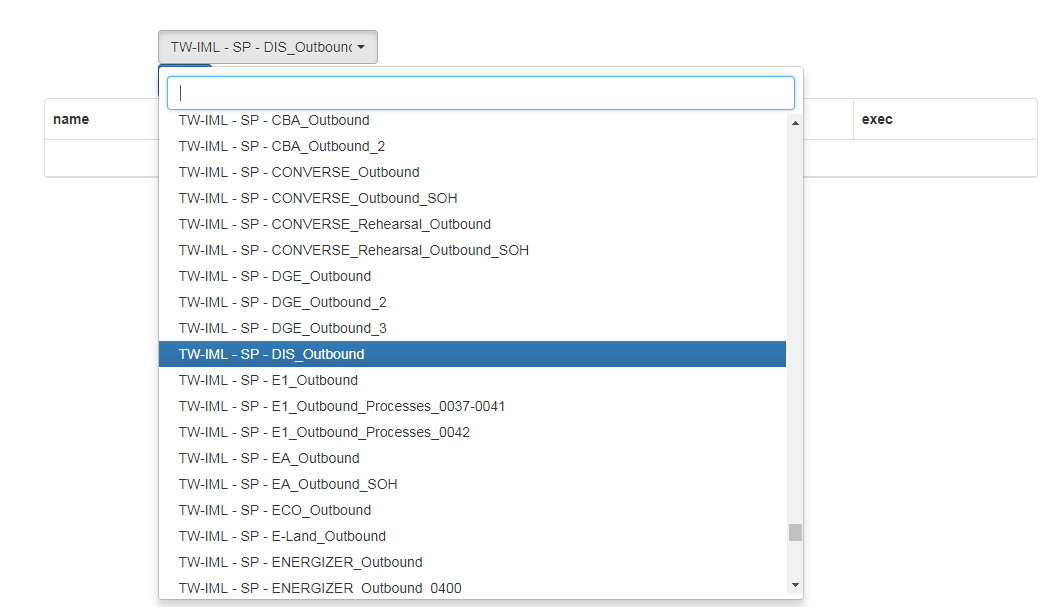 TW-IML - SP - DIS_Outbound
name
exec
TW-IML - SP - CBA_Outbound
TW-IML - SP - CBA_Outbound_2
TW-IML - SP - CONVERSE_Outbound
TW-IML - SP - CONVERSE_Outbound_SOH
TW-IML - SP - CONVERSE_Rehearsal_Outbound
TW-IML - SP - CONVERSE_Rehearsal_Outbound_SOH
TW-IML - SP - DGE_Outbound
TW-IML - SP - DGE_Outbound_2
TW-IML - SP - DGE_Outbound_3
TW-IML - SP - DIS_Outbound
TW-IML - SP - E1_Outbound
TW-IML - SP - E1_Outbound_Processes_0037-0041
TW-IML - SP - E1_Outbound_Processes_0042
TW-IML - SP - EA_Outbound
TW-IML - SP - EA_Outbound_SOH
TW-IML - SP - ECO_Outbound
TW-IML - SP - E-Land_Outbound
TW-IML - SP - ENERGIZER_Outbound
TW-IML - SP - ENERGIZER_Outbound_0400